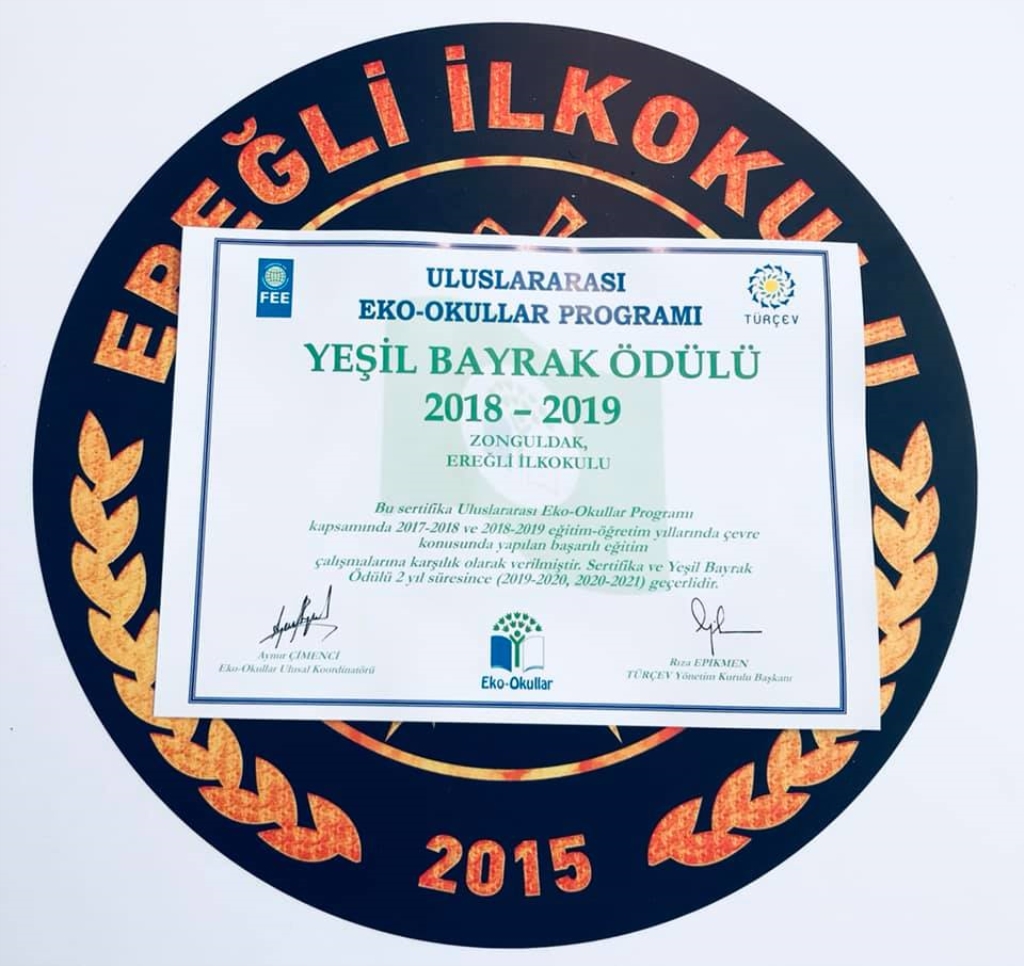 EREĞLİ İLKOKULU
FEE
ULUSLARARASI
EKO-OKULLAR PROGRAMI
TÜRÇEV
YEŞİL BAYRAK ÖDÜLÜ
2018 – 2019
ZONGULDAK,
EREĞLİ İLKOKULU
Bu sertifika Uluslararası Eko-Okullar Programı
kapsamında 2017-2018 ve 2018-2019 eğitim-öğretim yıllarında çevre
konusunda yapılan başarılı eğitim
çalışmalarına karşılık olarak verilmiştir. Sertifika ve Yeşil Bayrak
Ödülü 2 yıl süresince (2019-2020, 2020-2021) geçerlidir.
Aynur ÇİMENCİ
Eko-Okullar Ulusal Koordinatörü
Eko-Okullar
Rıza EPİKMEN
TÜRÇEV Yönetim Kurulu Başkanı
2015